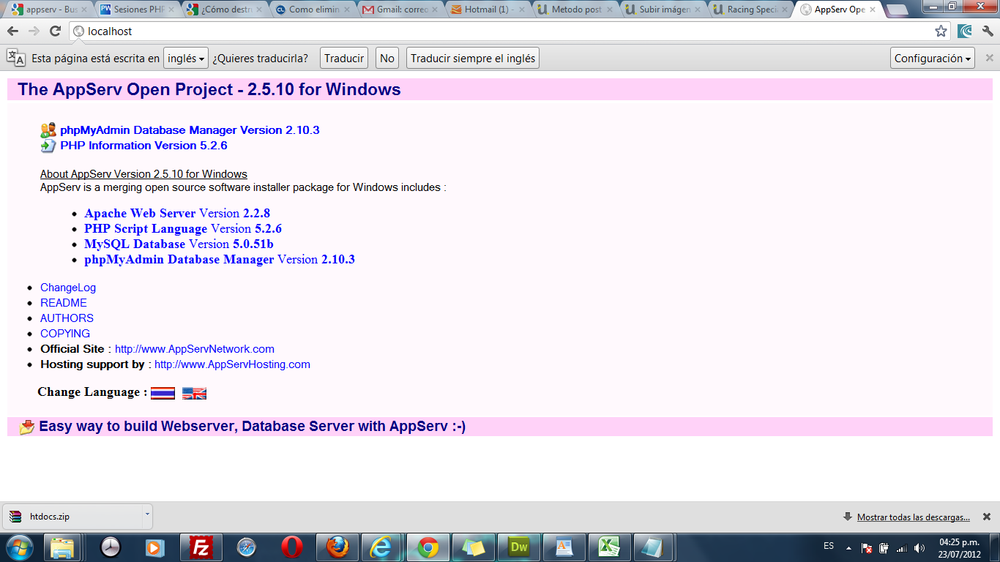 appserv - Bus
Sesiones PHP
¿Cómo destru
Como elimin
Gmail: correo
Hotmail (1) -
Metodo post
Subir imágen
Racing Speci
AppServ Ope
localhost
Esta página está escrita en inglés ¿Quieres traducirla? Traducir No Traducir siempre el inglés Configuración
The AppServ Open Project - 2.5.10 for Windows
phpMyAdmin Database Manager Version 2.10.3
PHP Information Version 5.2.6
About AppServ Version 2.5.10 for Windows
AppServ is a merging open source software installer package for Windows includes :
Apache Web Server Version 2.2.8
PHP Script Language Version 5.2.6
MySQL Database Version 5.0.51b
phpMyAdmin Database Manager Version 2.10.3
ChangeLog
README
AUTHORS
COPYING
Official Site : http://www.AppServNetwork.com
Hosting support by : http://www.AppServHosting.com
Change Language :
Easy way to build Webserver, Database Server with AppServ :-)
htdocs.zip
Mostrar todas las descargas...
Dw
ES
04:25 p.m.
23/07/2012